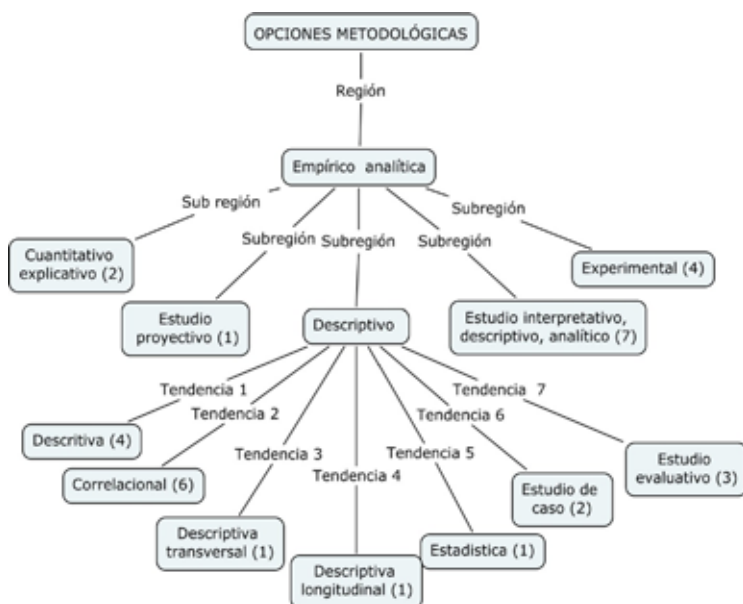 OPCIONES METODOLÓGICAS
Región
Empírico analítica
Sub región
Subregión
Subregión
Subregión
Subregión
Cuantitativo
explicativo (2)
Estudio
proyectivo (1)
Descriptivo
Estudio interpretativo,
descriptivo, analítico (7)
Experimental (4)
Tendencia 1
Tendencia 2
Tendencia 3
Tendencia 4
Tendencia 5
Tendencia 6
Tendencia 7
Descritiva (4)
Correlacional (6)
Descriptiva
transversal (1)
Descriptiva
longitudinal (1)
Estadistica (1)
Estudio de
caso (2)
Estudio
evaluativo (3)